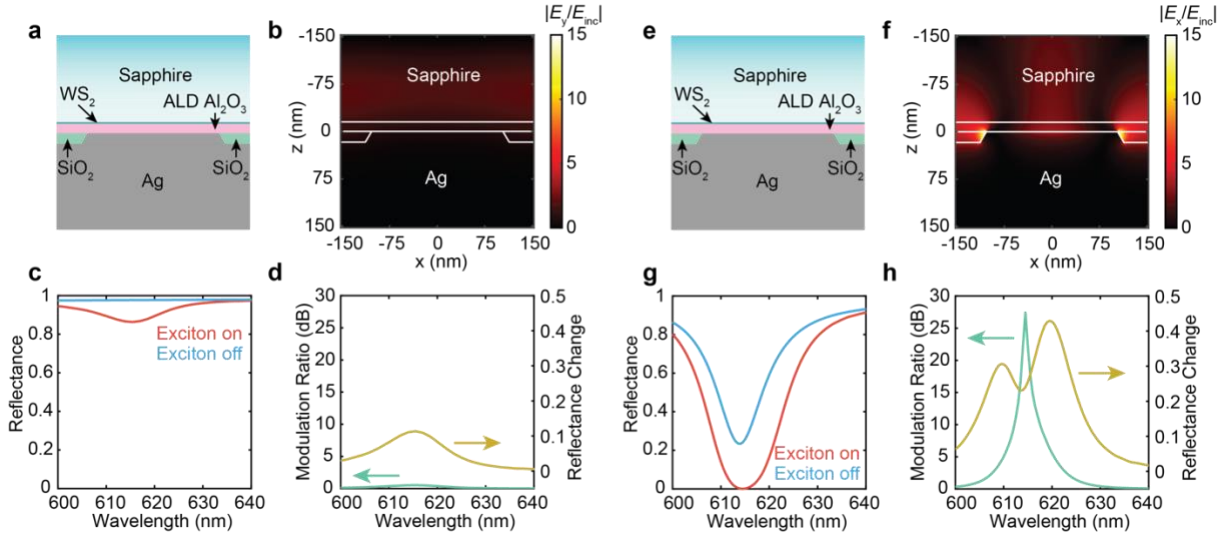 a
Sapphire
WS2
ALD Al2O3
SiO2
SiO2
Ag
b
|Ey/Einc|
-150
-75
0
75
150
z (nm)
Sapphire
Ag
-150 -75 0 75 150
x (nm)
15
10
5
0
e
Sapphire
WS2
ALD Al2O3
SiO2
SiO2
Ag
f
|Ex/Einc|
-150
-75
0
75
150
z (nm)
Sapphire
Ag
-150 -75 0 75 150
x (nm)
15
10
5
0
c
1
0.8
0.6
0.4
0.2
0
Reflectance
Exciton on
Exciton off
600 610 620 630 640
Wavelength (nm)
d
30
25
20
15
10
5
0
Modulation Ratio (dB)
0.5
0.4
0.3
0.2
0.1
0
Reflectance Change
600 610 620 630 640
Wavelength (nm)
g
1
0.8
0.6
0.4
0.2
0
Reflectance
Exciton on
Exciton off
600 610 620 630 640
Wavelength (nm)
h
30
25
20
15
10
5
0
Modulation Ratio (dB)
0.5
0.4
0.3
0.2
0.1
0
Reflectance Change
600 610 620 630 640
Wavelength (nm)